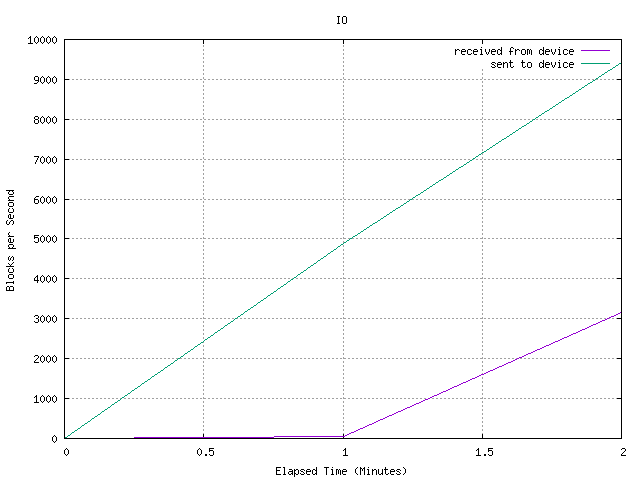 IO
10000
9000
8000
7000
6000
5000
4000
3000
2000
1000
0
Blocks per Second
received from device
sent to device
0 0.5 1 1.5 2
Elapsed Time (Minutes)